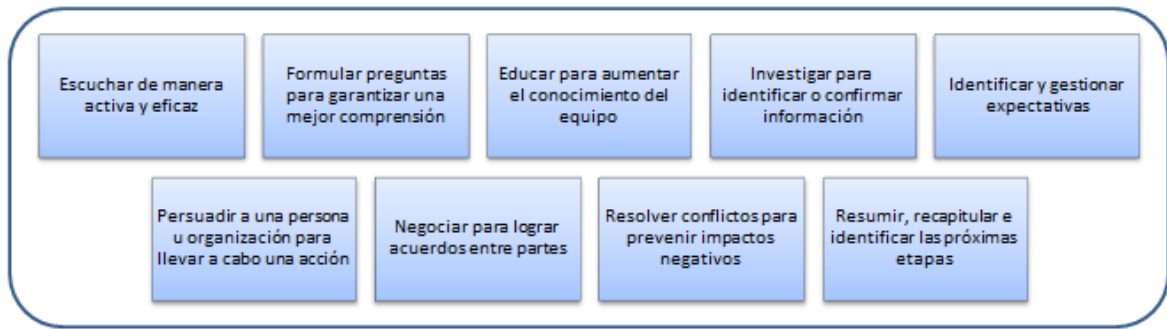 Escuchar de manera
activa y eficaz
Formular preguntas
para garantizar una
mejor comprensión
Educar para aumentar
el conocimiento del
equipo
Investigar para
identificar o confirmar
información
Identificar y gestionar
expectativas
Persuadir a una persona
u organización para
llevar a cabo una acción
Negociar para lograr
acuerdos entre partes
Resolver conflictos para
prevenir impactos
negativos
Resumir, recapitular e
identificar las próximas
etapas